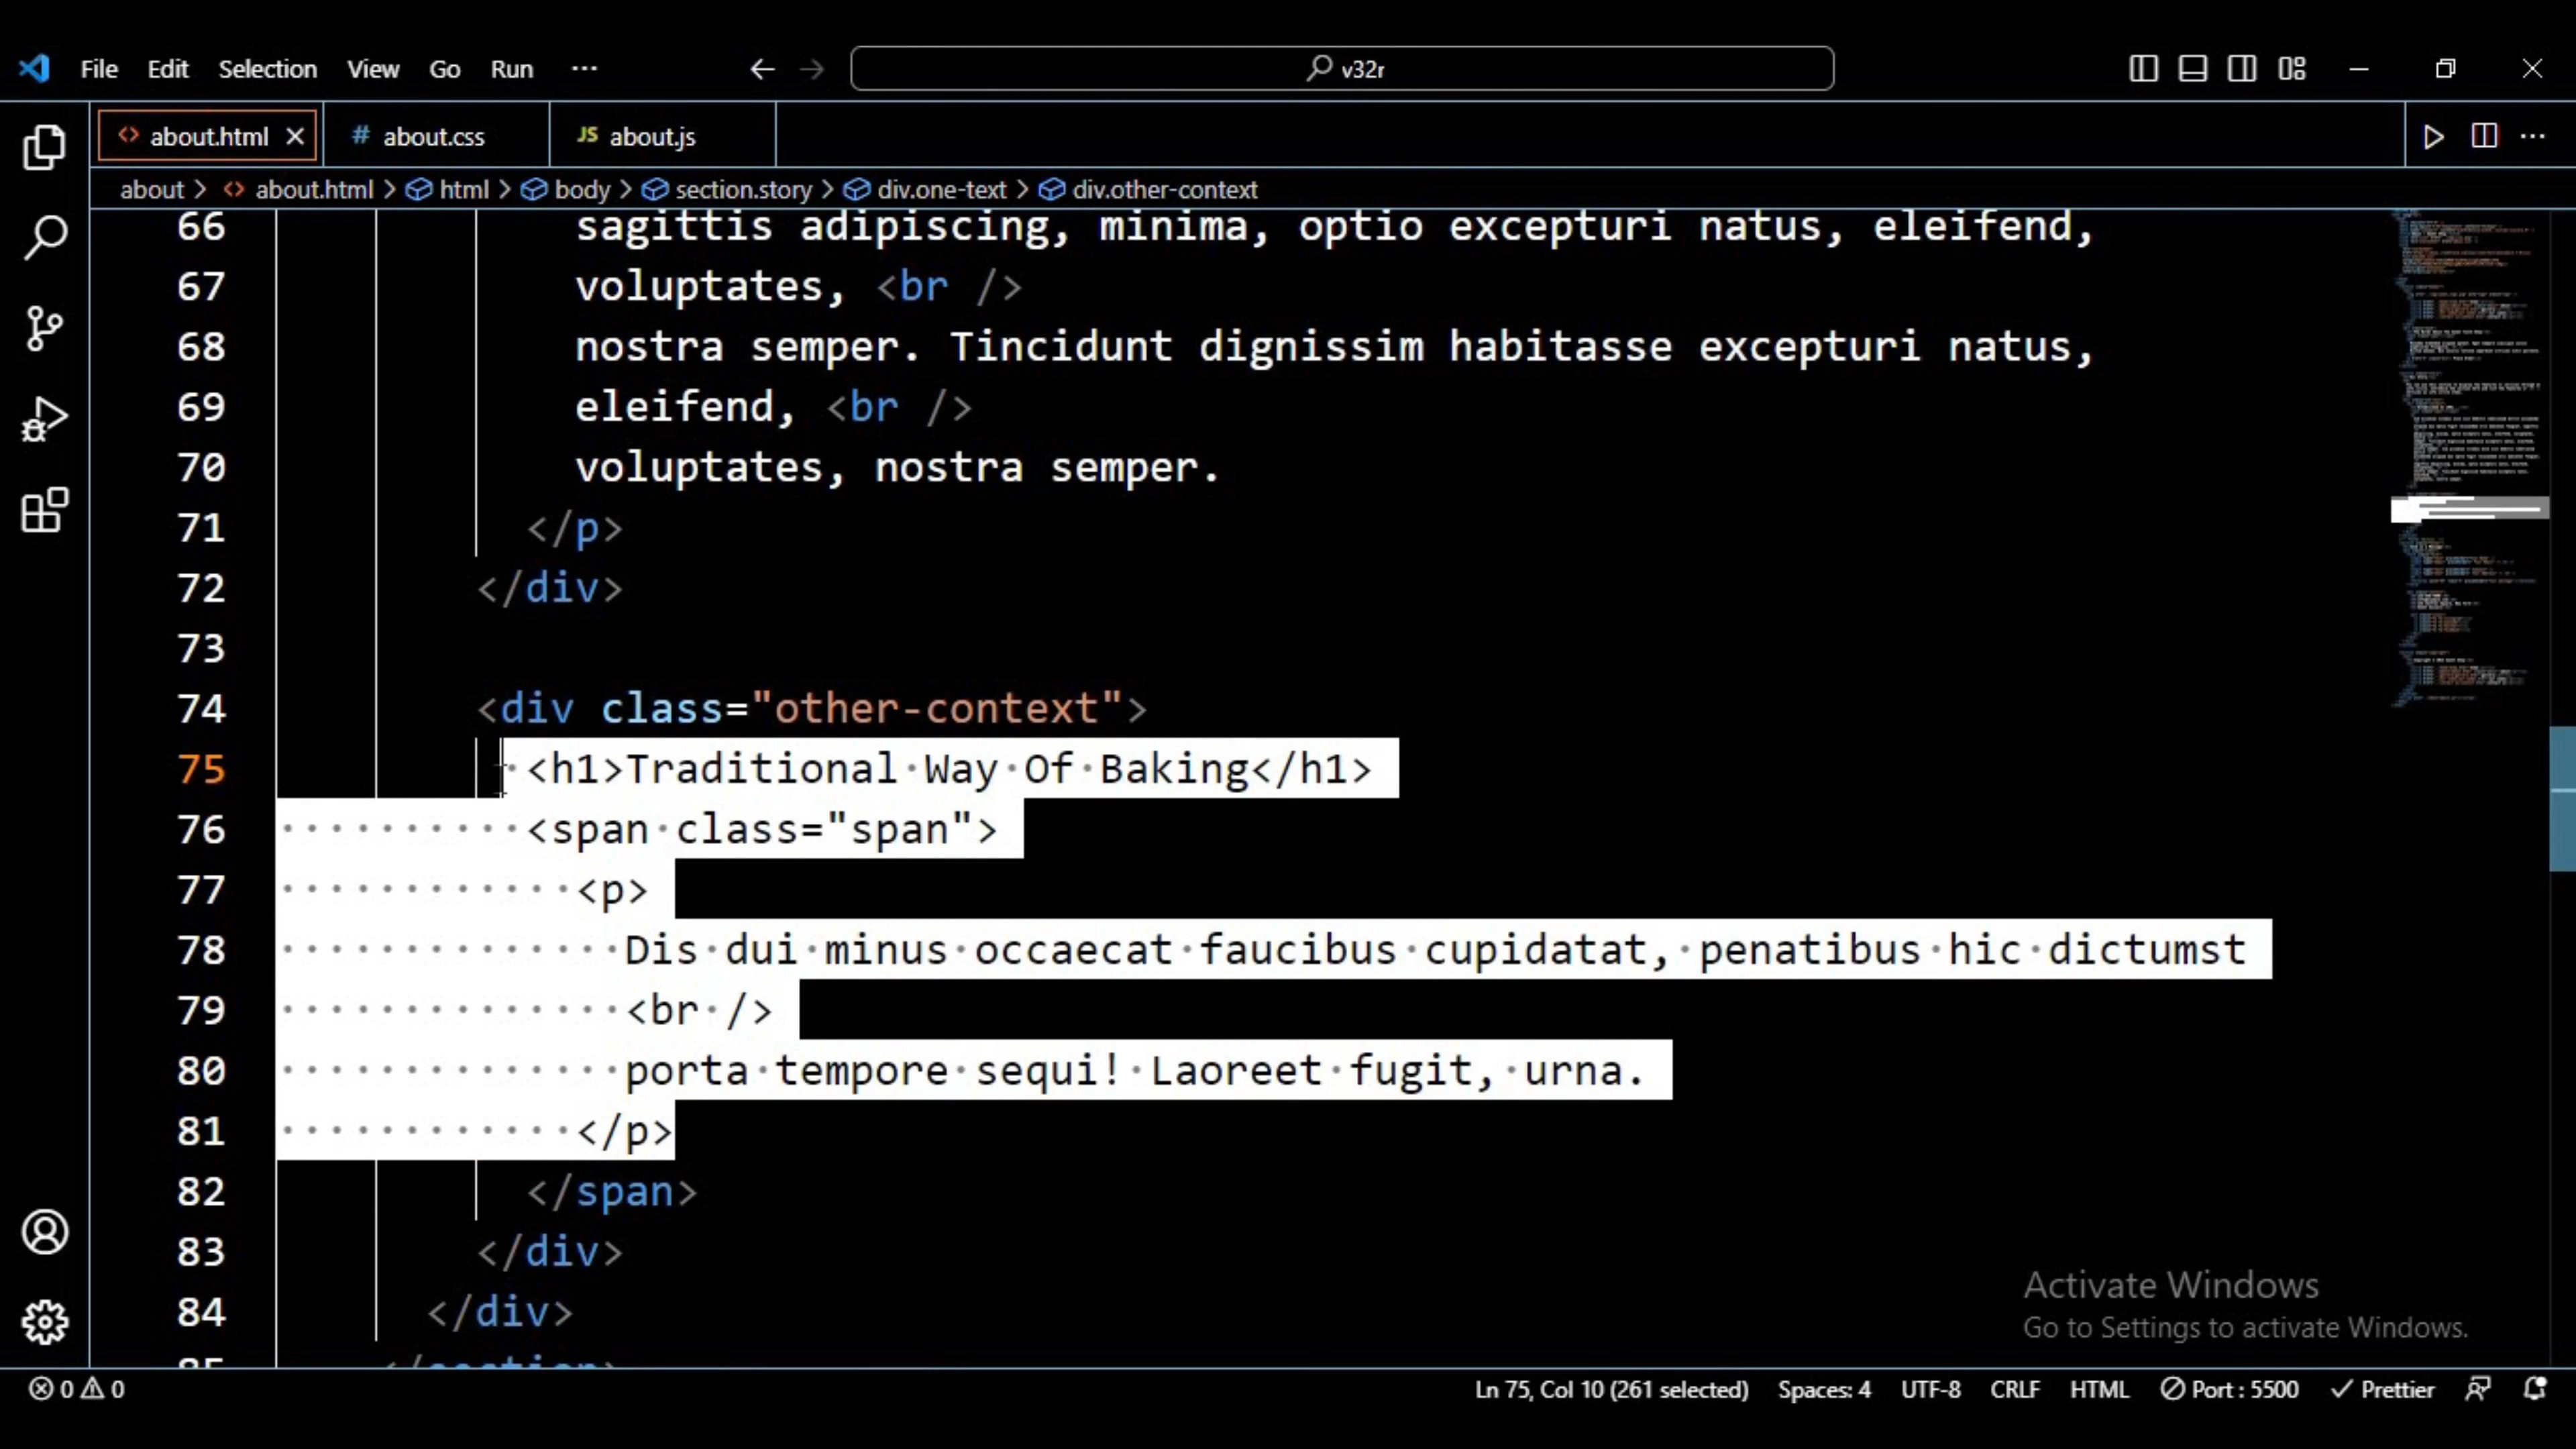 File Edit Selection View Go Run ···
v32r
<> about.html ×
# about.css
JS about.js
···
about > <> about.html > html > body > section.story > div.one-text > div.other-context
66 sagittis adipiscing, minima, optio excepturi natus, eleifend,
67 voluptates, <br />
68 nostra semper. Tincidunt dignissim habitasse excepturi natus,
69 eleifend, <br />
70 voluptates, nostra semper.
71 </p>
72 </div>
73
74 <div class="other-context">
75 <h1>Traditional Way Of Baking</h1>
76 <span class="span">
77 <p>
78 Dis dui minus occaecat faucibus cupidatat, penatibus hic dictumst
79 <br />
80 porta tempore sequi! Laoreet fugit, urna.
81 </p>
82 </span>
83 </div>
84 </div>
85 </section>
Activate Windows
Go to Settings to activate Windows.
0 0 Ln 75, Col 10 (261 selected) Spaces: 4 UTF-8 CRLF HTML Port : 5500 Prettier